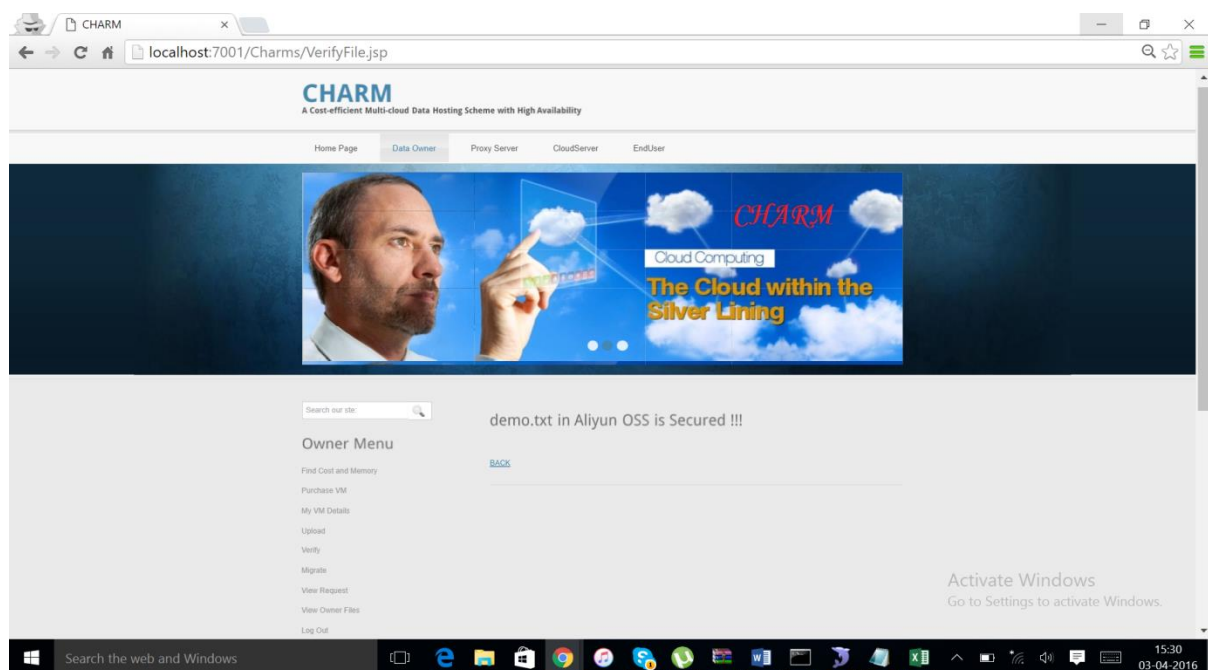 CHARM
localhost:7001/Charms/VerifyFile.jsp
CHARM
A Cost-efficient Multi-cloud Data Hosting Scheme with High Availability
Home Page Data Owner Proxy Server CloudServer EndUser
CHARM
Cloud Computing
The Cloud within the
Silver Lining
Search our ste:
demo.txt in Aliyun OSS is Secured !!!
Owner Menu
BACK
Find Cost and Memory
Purchase VM
My VM Details
Upload
Verify
Migrate
View Request
View Owner Files
Log Out
Activate Windows
Go to Settings to activate Windows.
Search the web and Windows
15:30
03-04-2016